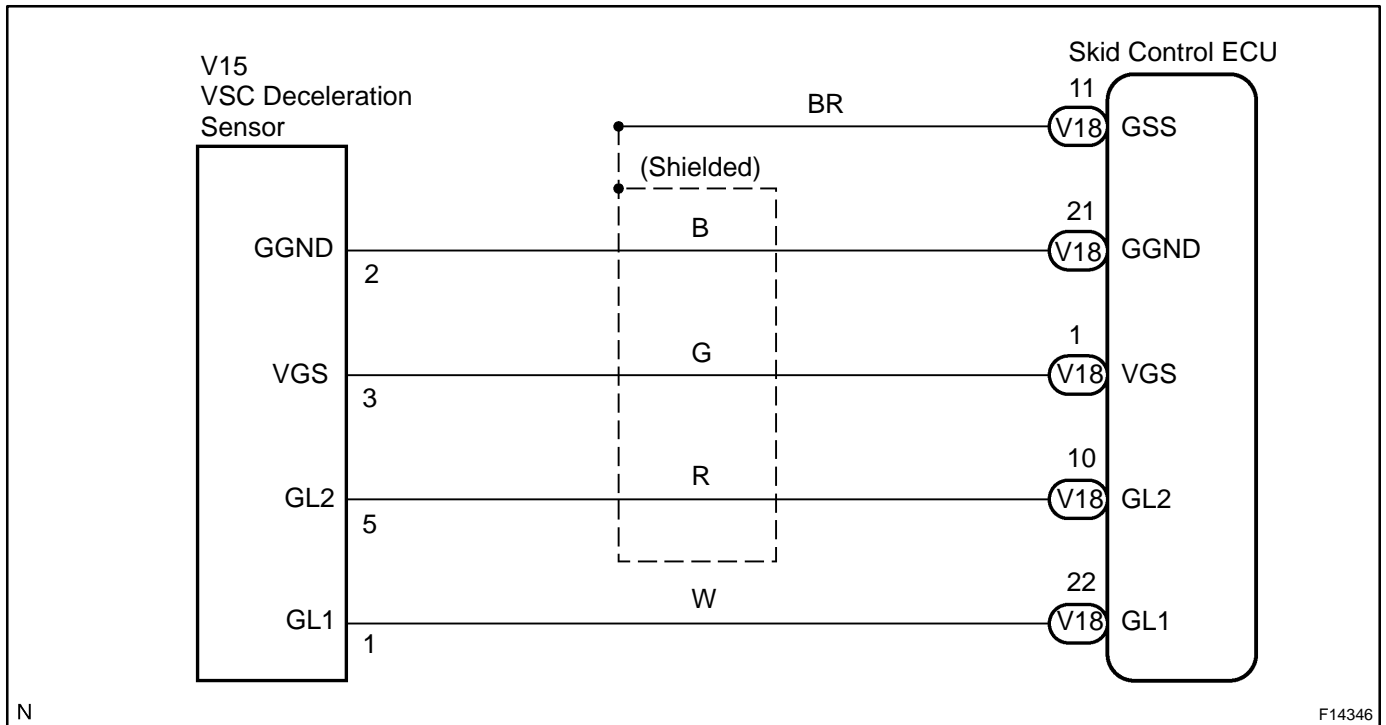 V15
VSC Deceleration
Sensor
Skid Control ECU
11
BR
V18
GSS
(Shielded)
21
B
GGND
V18
GGND
2
1
G
VGS
V18
VGS
3
10
R
GL2
V18
GL2
5
22
W
GL1
V18
GL1
1
N
F14346